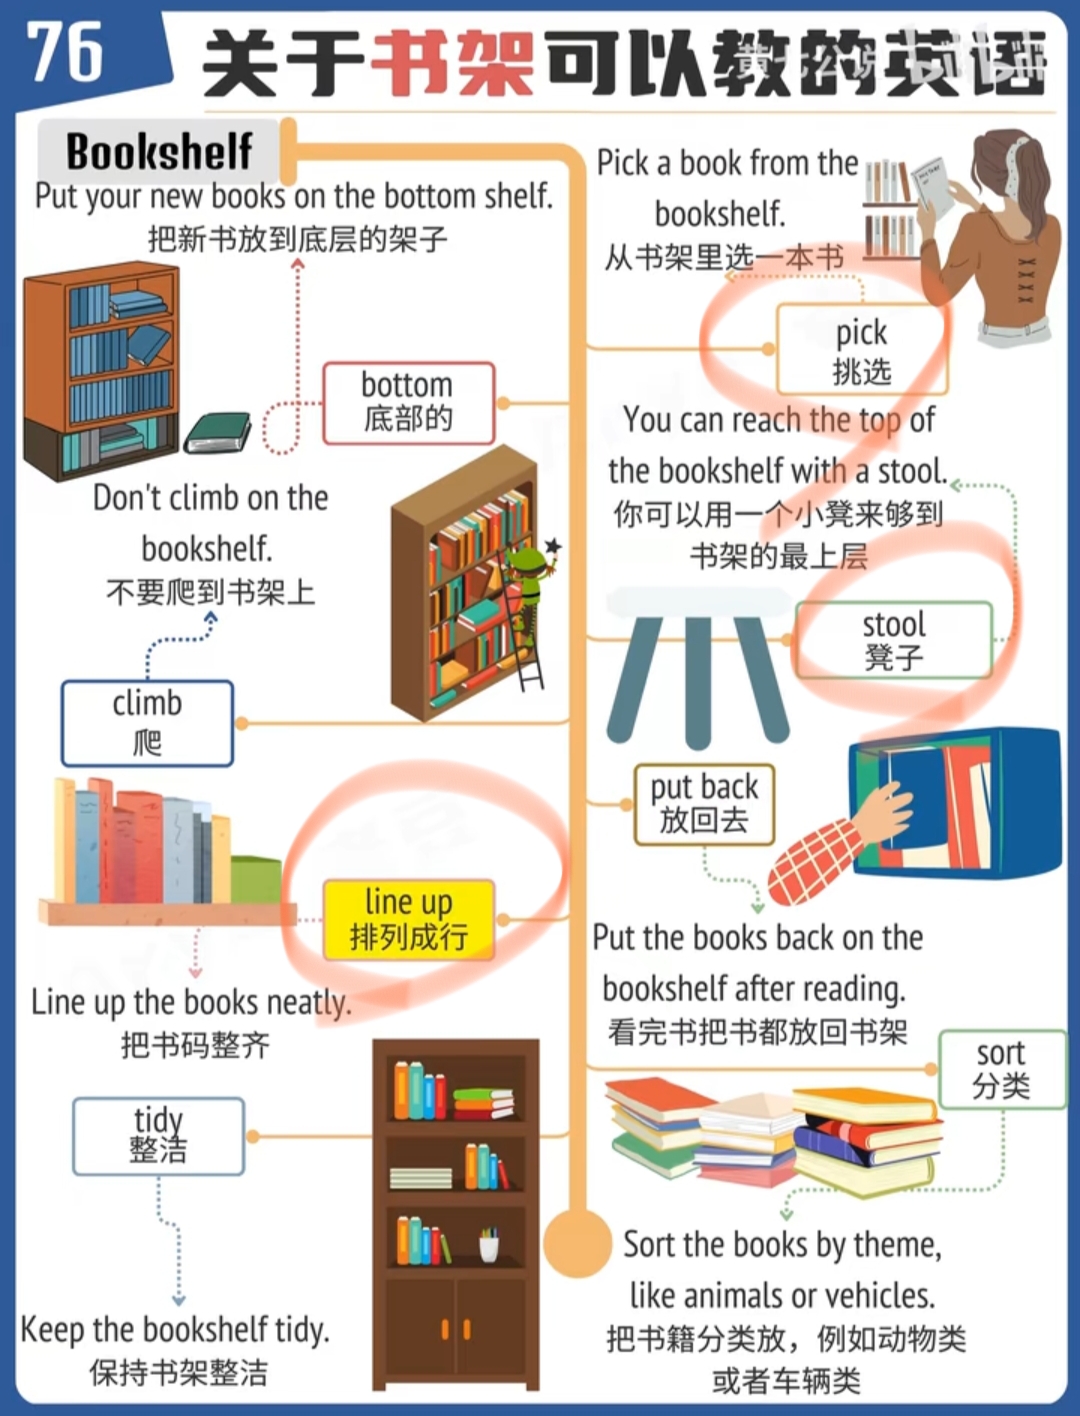 76
关于书架可以教的英语
黄七公说
bilibili
Bookshelf
Put your new books on the bottom shelf.
把新书放到底层的架子
bottom
底部的
Don't climb on the
bookshelf.
不要爬到书架上
climb
爬
line up
排列成行
Line up the books neatly.
把书码整齐
tidy
整洁
Keep the bookshelf tidy.
保持书架整洁
Pick a book from the
bookshelf.
从书架里选一本书
pick
挑选
You can reach the top of
the bookshelf with a stool.
你可以用一个小凳来够到
书架的最上层
stool
凳子
put back
放回去
Put the books back on the
bookshelf after reading.
看完书把书都放回书架
sort
分类
Sort the books by theme,
like animals or vehicles.
把书籍分类放，例如动物类
或者车辆类